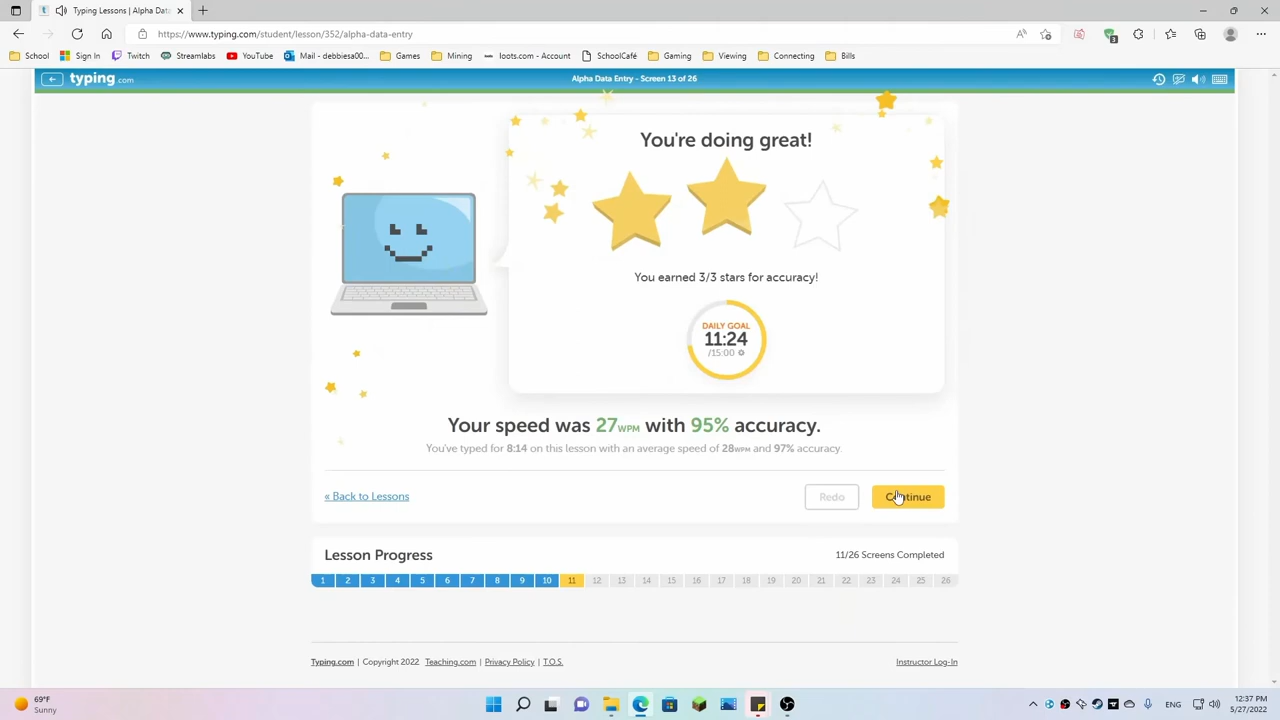 Typing Lessons | Alpha Dat
https://www.typing.com/student/lesson/352/alpha-data-entry
School Sign In Twitch Streamlabs YouTube Mail - debbiesa00... Games Mining loots.com - Account SchoolCafé Gaming Viewing Connecting Bills
typing.com
Alpha Data Entry - Screen 13 of 26
You're doing great!
You earned 3/3 stars for accuracy!
DAILY GOAL
11:24
/15:00
Your speed was 27WPM with 95% accuracy.
You've typed for 8:14 on this lesson with an average speed of 28WPM and 97% accuracy.
« Back to Lessons Redo Continue
Lesson Progress 11/26 Screens Completed
1 2 3 4 5 6 7 8 9 10 11 12 13 14 15 16 17 18 19 20 21 22 23 24 25 26
Typing.com | Copyright 2022 Teaching.com | Privacy Policy | T.O.S. Instructor Log-In
69°F
Sunny
ENG
12:37 PM
5/27/2022